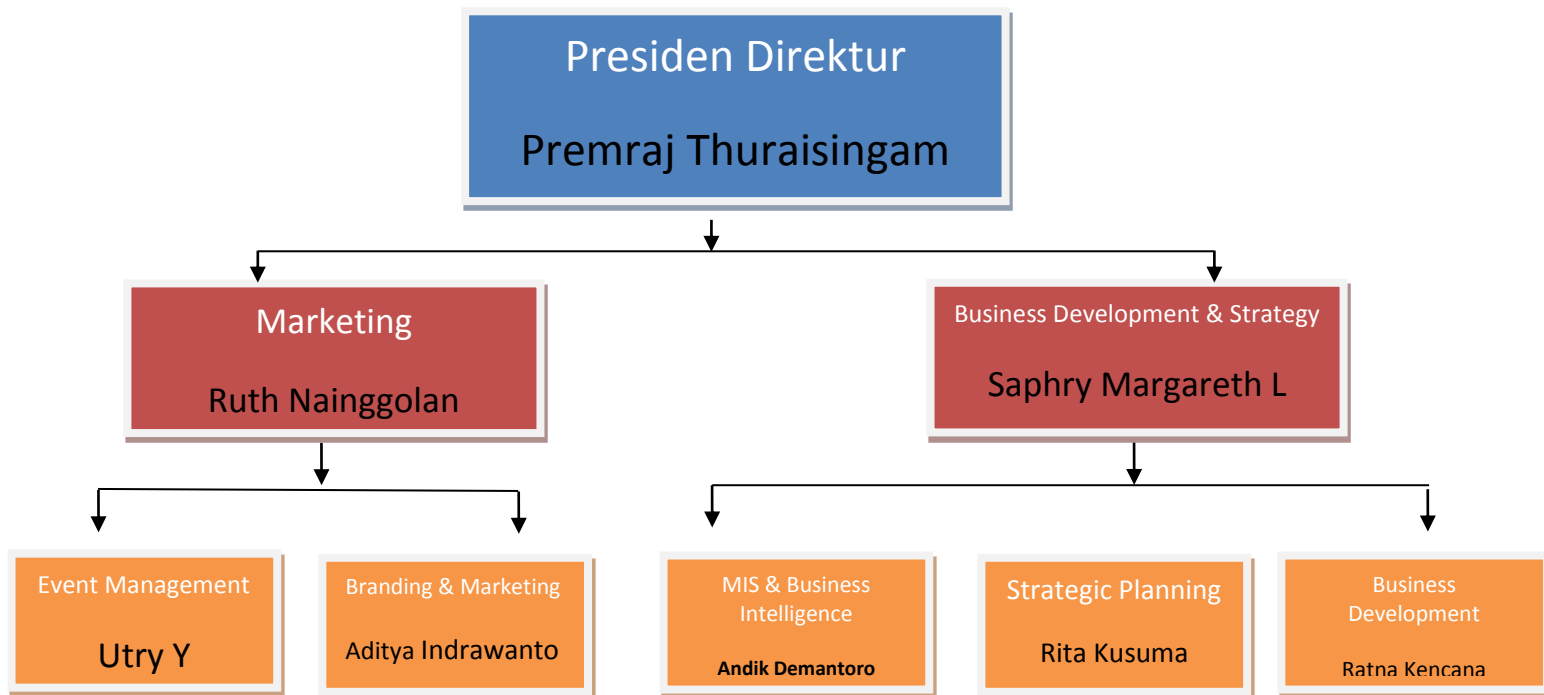 Presiden Direktur
Premraj Thuraisingam
Marketing
Ruth Nainggolan
Business Development & Strategy
Saphry Margareth L
Event Management
Utry Y
Branding & Marketing
Aditya Indrawanto
MIS & Business
Intelligence
Andik Demantoro
Strategic Planning
Rita Kusuma
Business
Development
Ratna Kencana